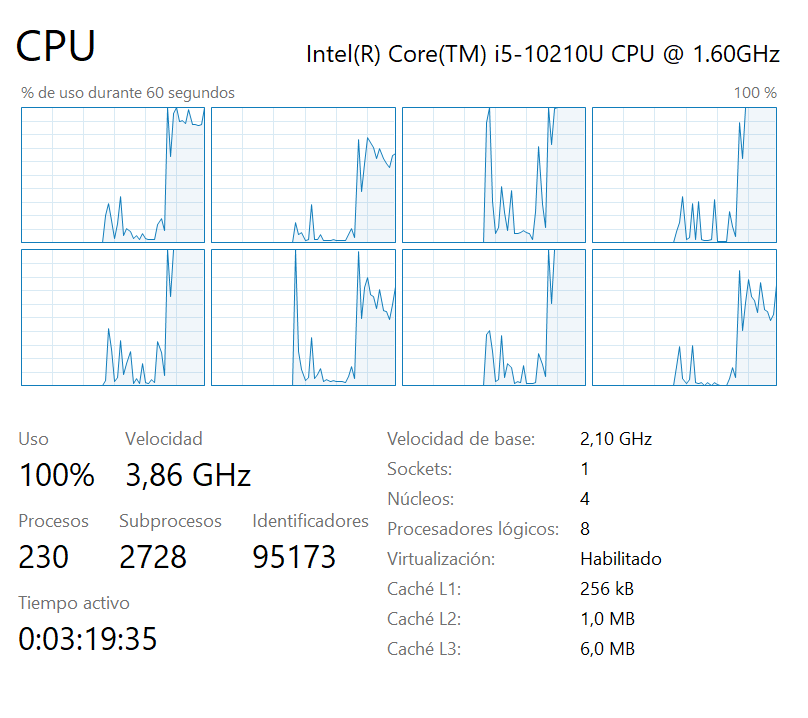 CPU
Intel(R) Core(TM) i5-10210U CPU @ 1.60GHz
% de uso durante 60 segundos
100 %
Uso
Velocidad
100%
3,86 GHz
Procesos
Subprocesos
Identificadores
230
2728
95173
Tiempo activo
0:03:19:35
Velocidad de base:
2,10 GHz
Sockets:
1
Núcleos:
4
Procesadores lógicos:
8
Virtualización:
Habilitado
Caché L1:
256 kB
Caché L2:
1,0 MB
Caché L3:
6,0 MB